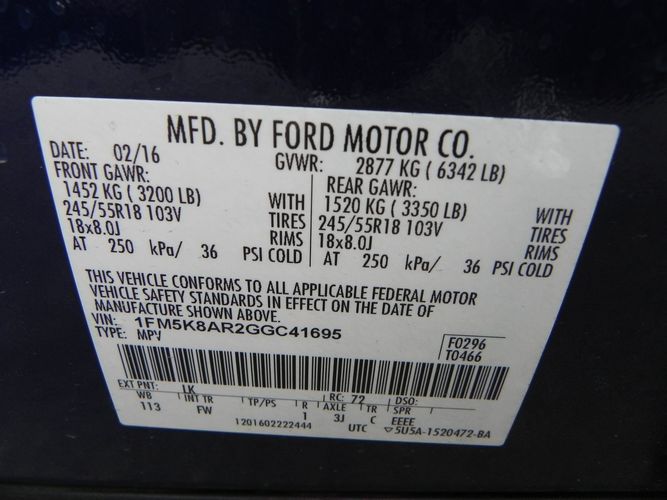 MFD. BY FORD MOTOR CO.
DATE: 02/16 GVWR: 2877 KG ( 6342 LB)
FRONT GAWR: REAR GAWR:
1452 KG ( 3200 LB) WITH 1520 KG ( 3350 LB) WITH
245/55R18 103V TIRES 245/55R18 103V TIRES
18x8.0J RIMS 18x8.0J RIMS
AT 250 kPa/ 36 PSI COLD AT 250 kPa/ 36 PSI COLD
THIS VEHICLE CONFORMS TO ALL APPLICABLE FEDERAL MOTOR
VEHICLE SAFETY STANDARDS IN EFFECT ON THE DATE OF
MANUFACTURE SHOWN ABOVE.
VIN: 1FM5K8AR2GGC41695 F0296
TYPE: MPV T0466
EXT PNT: LK RC: 72 DSO:
WB INT TR TP/PS R AXLE TR SPR
113 FW 1 3J C EEEE
1201602222444 UTC ▽5U5A-1520472-BA